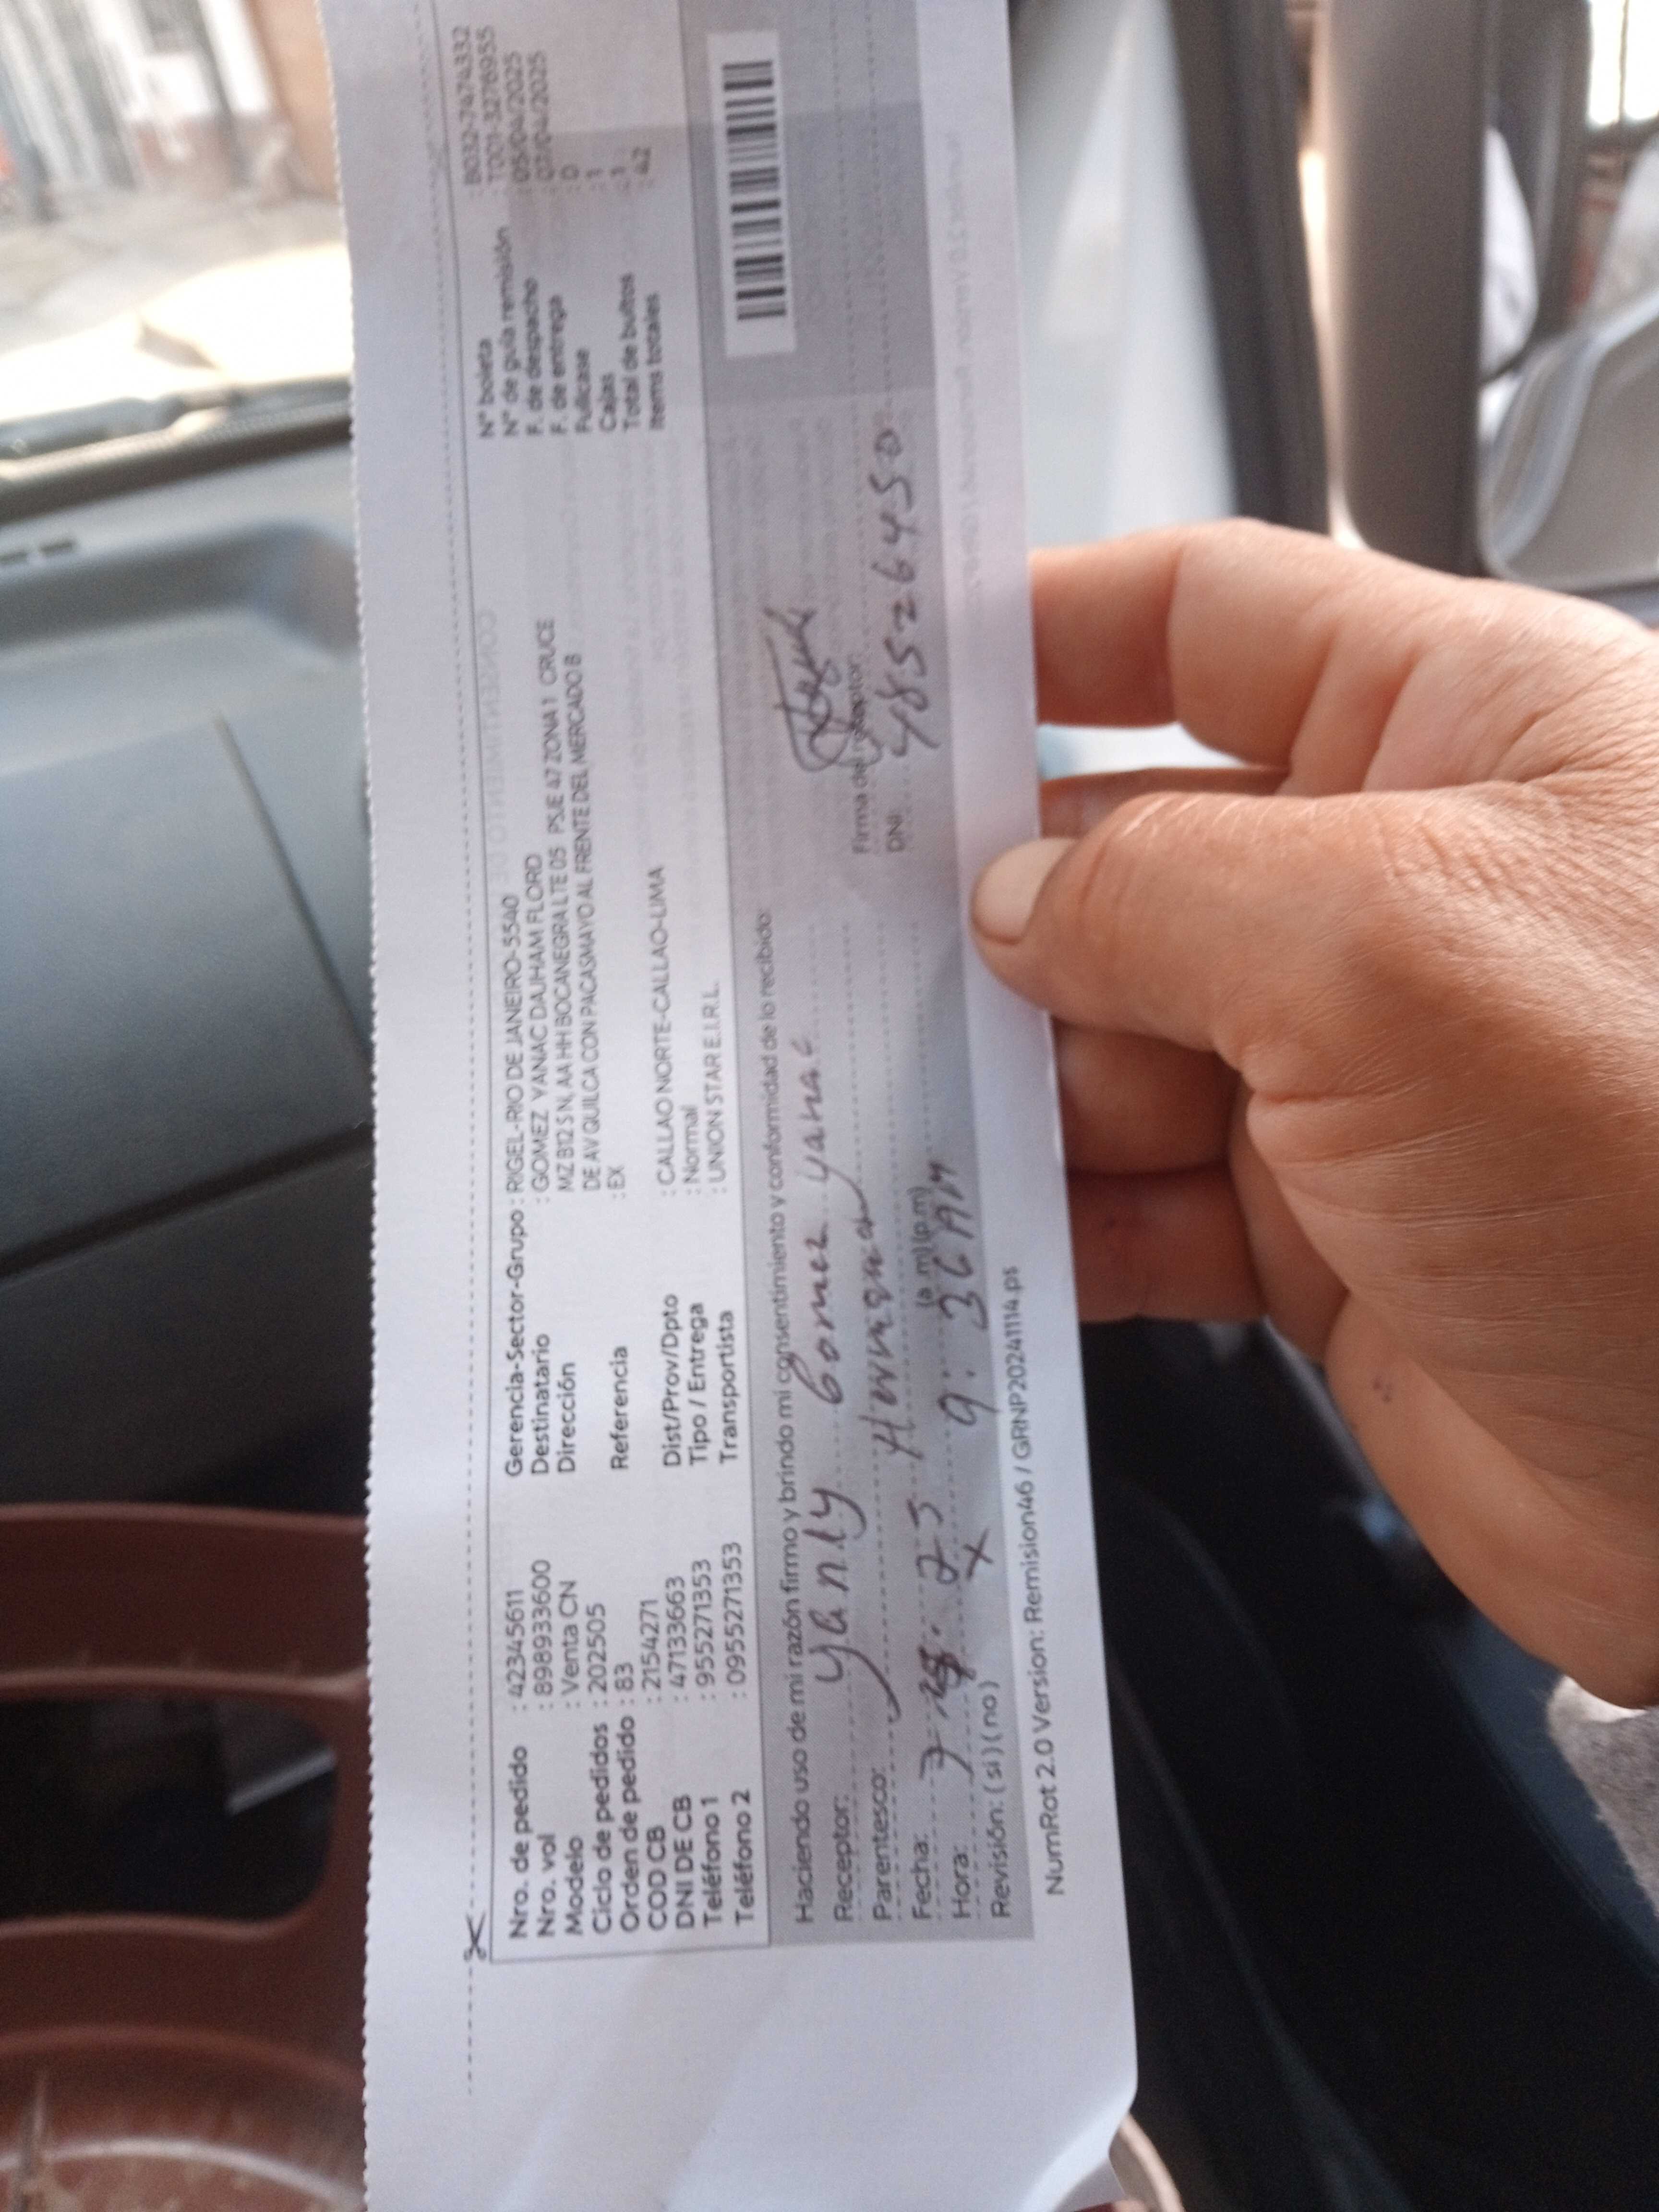 Nro. de pedido : 42345611
Nro. vol : 898933600
Modelo : Venta CN
Ciclo de pedidos : 202505
Orden de pedido : 83
COD CB : 2154271
DNI DE CB : 47133663
Teléfono 1 : 955271353
Teléfono 2 : 0955271353
Gerencia-Sector-Grupo : RIGEL-RIO DE JANEIRO-5540
Destinatario : GOMEZ YANAC DAJHAM FLORD
Dirección MZ B12 S N, AA HH BOCANEGRA LTE 05 PSJE 47 ZONA 1 CRUCE
DE AV QUILCA CON PACASMAYO AL FRENTE DEL MERCADO B
Referencia : EX
Dist/Prov/Dpto : CALLAO NORTE-CALLAO-LIMA
Tipo / Entrega : Normal
Transportista : UNION STAR E.I.R.L.
N° boleta : B032-7474332
N° de guía remisión : T001-3276955
F. de despacho : 05/04/2025
F. de entrega : 07/04/2025
Fullcase : 0
Cajas : 1
Total de bultos : 1
Items totales : 42
Haciendo uso de mi razón firmo y brindo mi consentimiento y conformidad de lo recibido:
Receptor: Yanly Gomez Yanac
Parentesco: Hermana
Fecha:
Hora: 9:36 AM (a.m)(p.m)
Revisión: (si) (no) X
Firma del receptor:
DNI: 48526450
NumRot 2.0 Version: Remision46 / GRNP20241114.ps